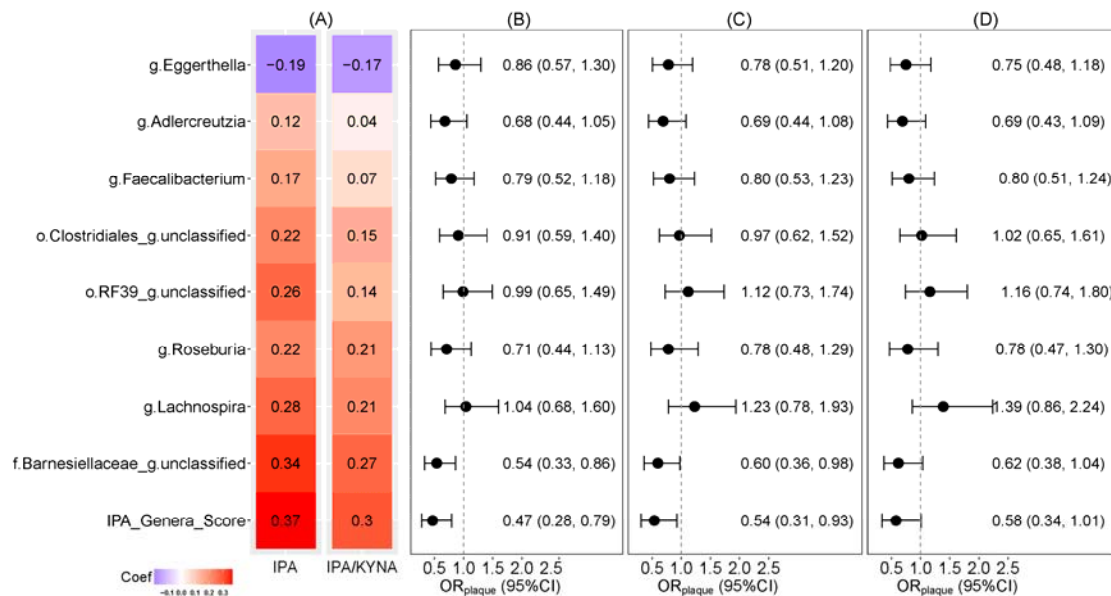 (A) (B) (C) (D)
g.Eggerthella −0.19 −0.17 0.86 (0.57, 1.30) 0.78 (0.51, 1.20) 0.75 (0.48, 1.18)
g.Adlercreutzia 0.12 0.04 0.68 (0.44, 1.05) 0.69 (0.44, 1.08) 0.69 (0.43, 1.09)
g.Faecalibacterium 0.17 0.07 0.79 (0.52, 1.18) 0.80 (0.53, 1.23) 0.80 (0.51, 1.24)
o.Clostridiales_g.unclassified 0.22 0.15 0.91 (0.59, 1.40) 0.97 (0.62, 1.52) 1.02 (0.65, 1.61)
o.RF39_g.unclassified 0.26 0.14 0.99 (0.65, 1.49) 1.12 (0.73, 1.74) 1.16 (0.74, 1.80)
g.Roseburia 0.22 0.21 0.71 (0.44, 1.13) 0.78 (0.48, 1.29) 0.78 (0.47, 1.30)
g.Lachnospira 0.28 0.21 1.04 (0.68, 1.60) 1.23 (0.78, 1.93) 1.39 (0.86, 2.24)
f.Barnesiellaceae_g.unclassified 0.34 0.27 0.54 (0.33, 0.86) 0.60 (0.36, 0.98) 0.62 (0.38, 1.04)
IPA_Genera_Score 0.37 0.3 0.47 (0.28, 0.79) 0.54 (0.31, 0.93) 0.58 (0.34, 1.01)
IPA IPA/KYNA 0.5 1.0 1.5 2.0 2.5 0.5 1.0 1.5 2.0 2.5 0.5 1.0 1.5 2.0 2.5
Coef −0.1 0.0 0.1 0.2 0.3 ORplaque (95%CI) ORplaque (95%CI) ORplaque (95%CI)